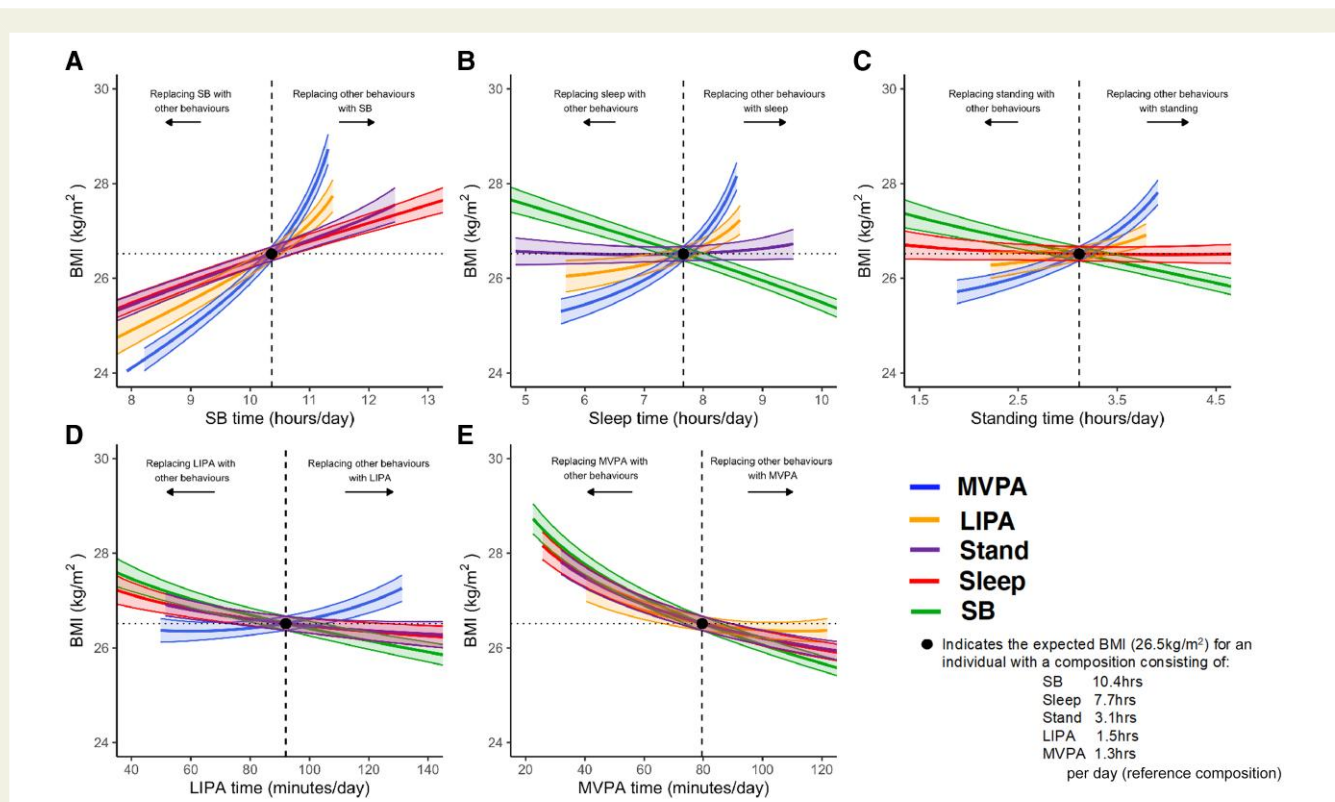 A
Replacing SB with
other behaviours
Replacing other behaviours
with SB
BMI (kg/m²)
30
28
26
24
8
9
10
11
12
13
SB time (hours/day)
B
Replacing sleep with
other behaviours
Replacing other behaviours
with sleep
BMI (kg/m²)
30
28
26
24
5
6
7
8
9
10
Sleep time (hours/day)
C
Replacing standing with
other behaviours
Replacing other behaviours
with standing
BMI (kg/m²)
30
28
26
24
1.5
2.5
3.5
4.5
Standing time (hours/day)
D
Replacing LIPA with
other behaviours
Replacing other behaviours
with LIPA
BMI (kg/m²)
30
28
26
24
40
60
80
100
120
140
LIPA time (minutes/day)
E
Replacing MVPA with
other behaviours
Replacing other behaviours
with MVPA
BMI (kg/m²)
30
28
26
24
20
40
60
80
100
120
MVPA time (minutes/day)
MVPA
LIPA
Stand
Sleep
SB
Indicates the expected BMI (26.5kg/m²) for an
individual with a composition consisting of:
SB 10.4hrs
Sleep 7.7hrs
Stand 3.1hrs
LIPA 1.5hrs
MVPA 1.3hrs
per day (reference composition)